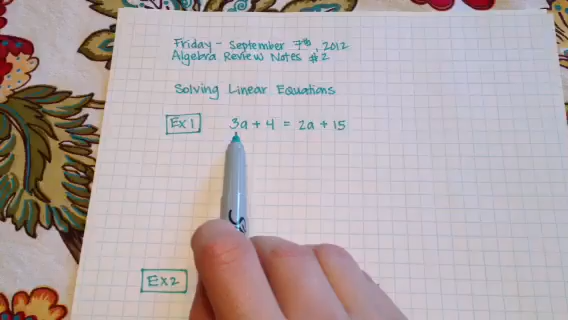 Friday - September 7th, 2012
Algebra Review Notes #2
Solving Linear Equations
Ex 1 3a + 4 = 2a + 15
Ex 2